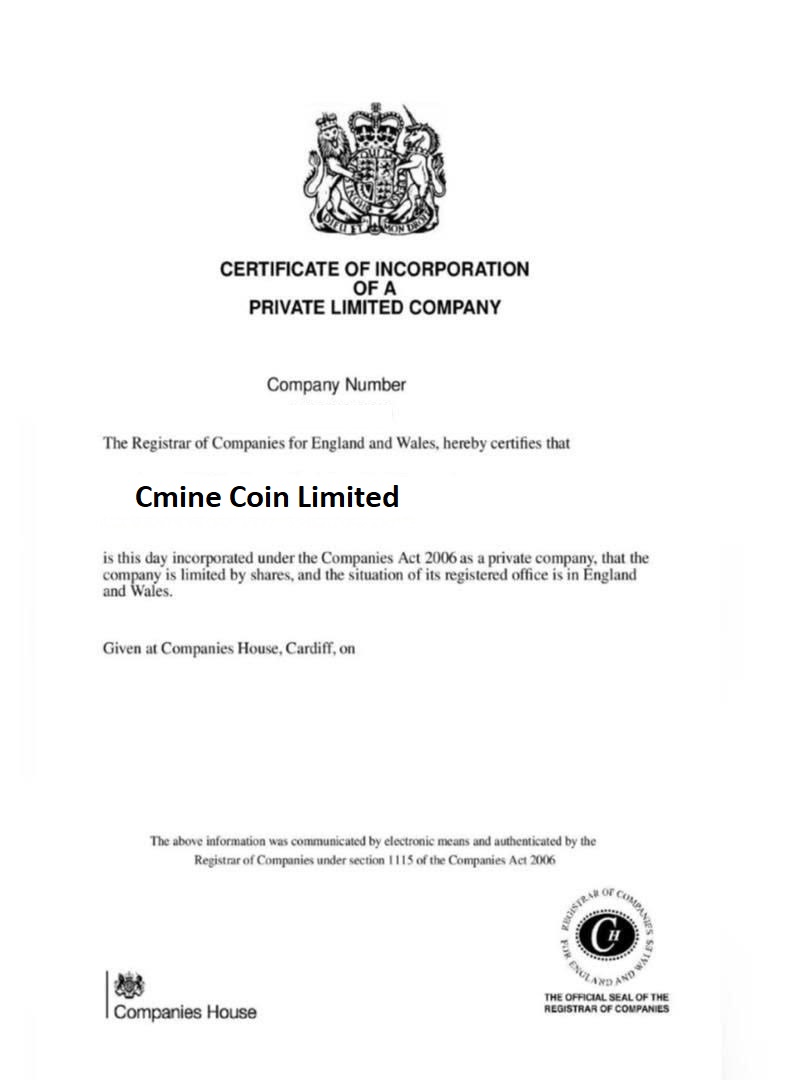 DIEU ET MON DROIT
CERTIFICATE OF INCORPORATION
OF A
PRIVATE LIMITED COMPANY
Company Number
The Registrar of Companies for England and Wales, hereby certifies that
Cmine Coin Limited
is this day incorporated under the Companies Act 2006 as a private company, that the
company is limited by shares, and the situation of its registered office is in England
and Wales.
Given at Companies House, Cardiff, on
The above information was communicated by electronic means and authenticated by the
Registrar of Companies under section 1115 of the Companies Act 2006
REGISTRAR OF COMPANIES
FOR ENGLAND AND WALES
CH
THE OFFICIAL SEAL OF THE
REGISTRAR OF COMPANIES
Companies House